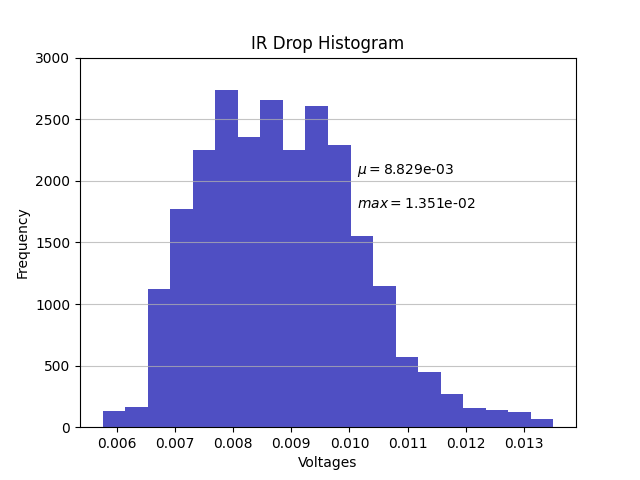 IR Drop Histogram
3000
2500
2000
1500
1000
500
0
Frequency
μ = 8.829e-03
max = 1.351e-02
0.006 0.007 0.008 0.009 0.010 0.011 0.012 0.013
Voltages